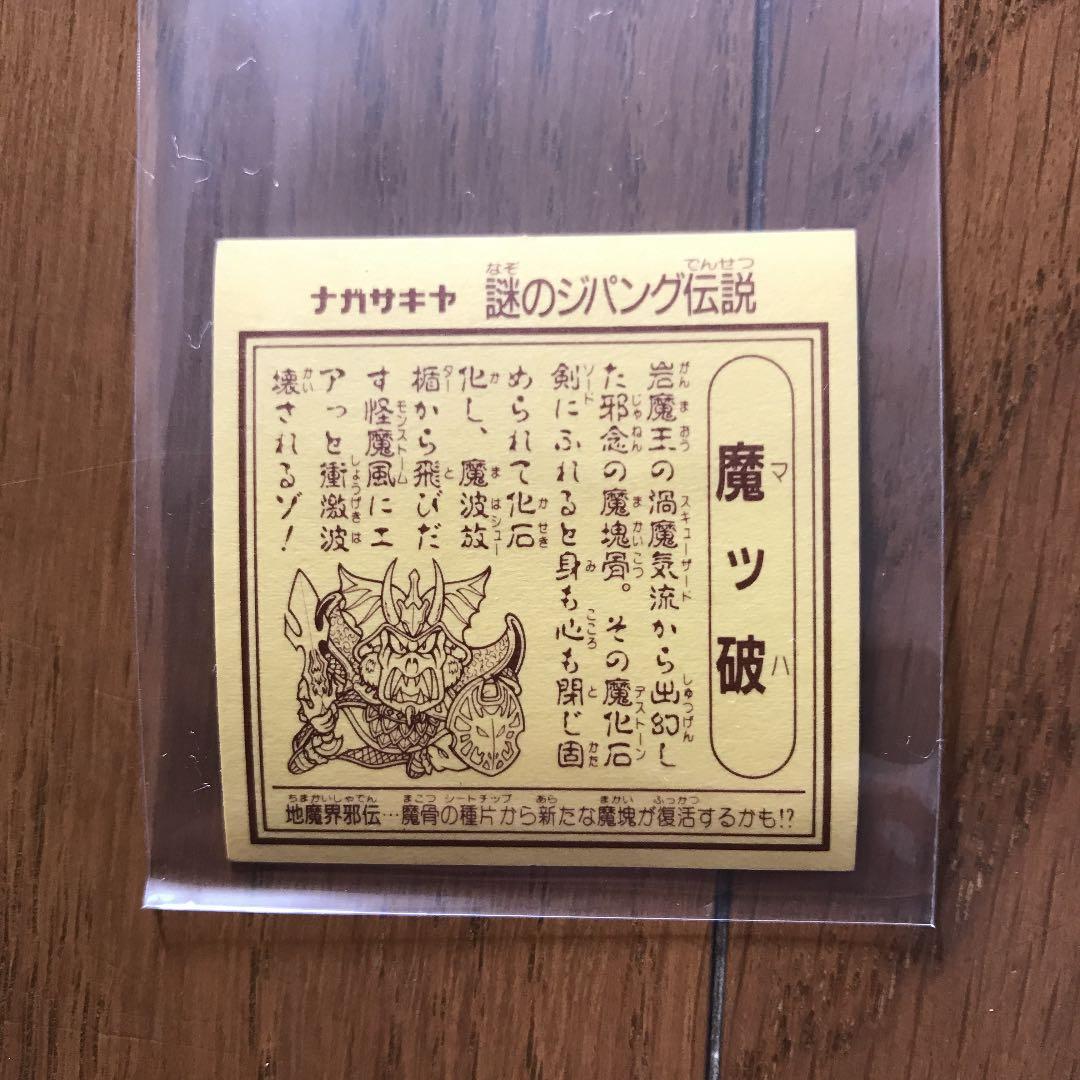 ナガサキヤ 謎のジパング伝説
魔ッ破
岩魔王の渦魔気流から出幻し
た邪念の魔塊骨。その魔化石
剣にふれると身も心も閉じ固
められて化石
化し、魔波放
楯から飛びだ
す怪魔風にエ
アっと衝激波
壊されるゾ!
地魔界邪伝…魔骨の種片から新たな魔塊が復活するかも!?